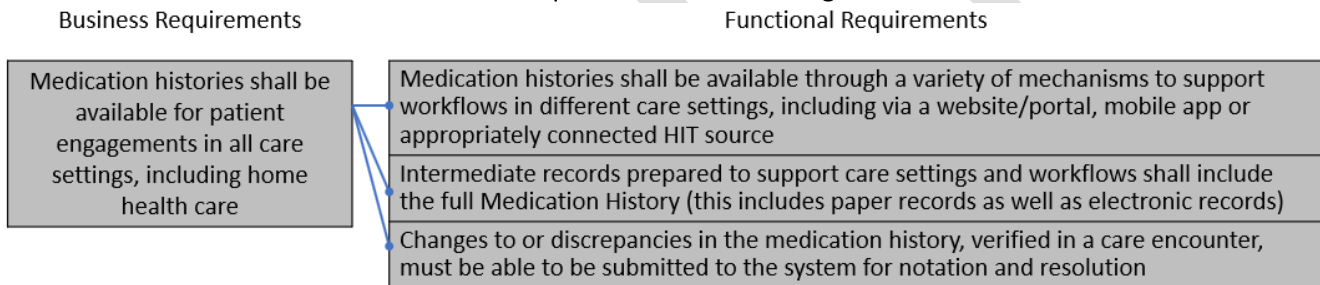 Business Requirements
Functional Requirements
Medication histories shall be
available for patient
engagements in all care
settings, including home
health care
Medication histories shall be available through a variety of mechanisms to support
workflows in different care settings, including via a website/portal, mobile app or
appropriately connected HIT source
Intermediate records prepared to support care settings and workflows shall include
the full Medication History (this includes paper records as well as electronic records)
Changes to or discrepancies in the medication history, verified in a care encounter,
must be able to be submitted to the system for notation and resolution